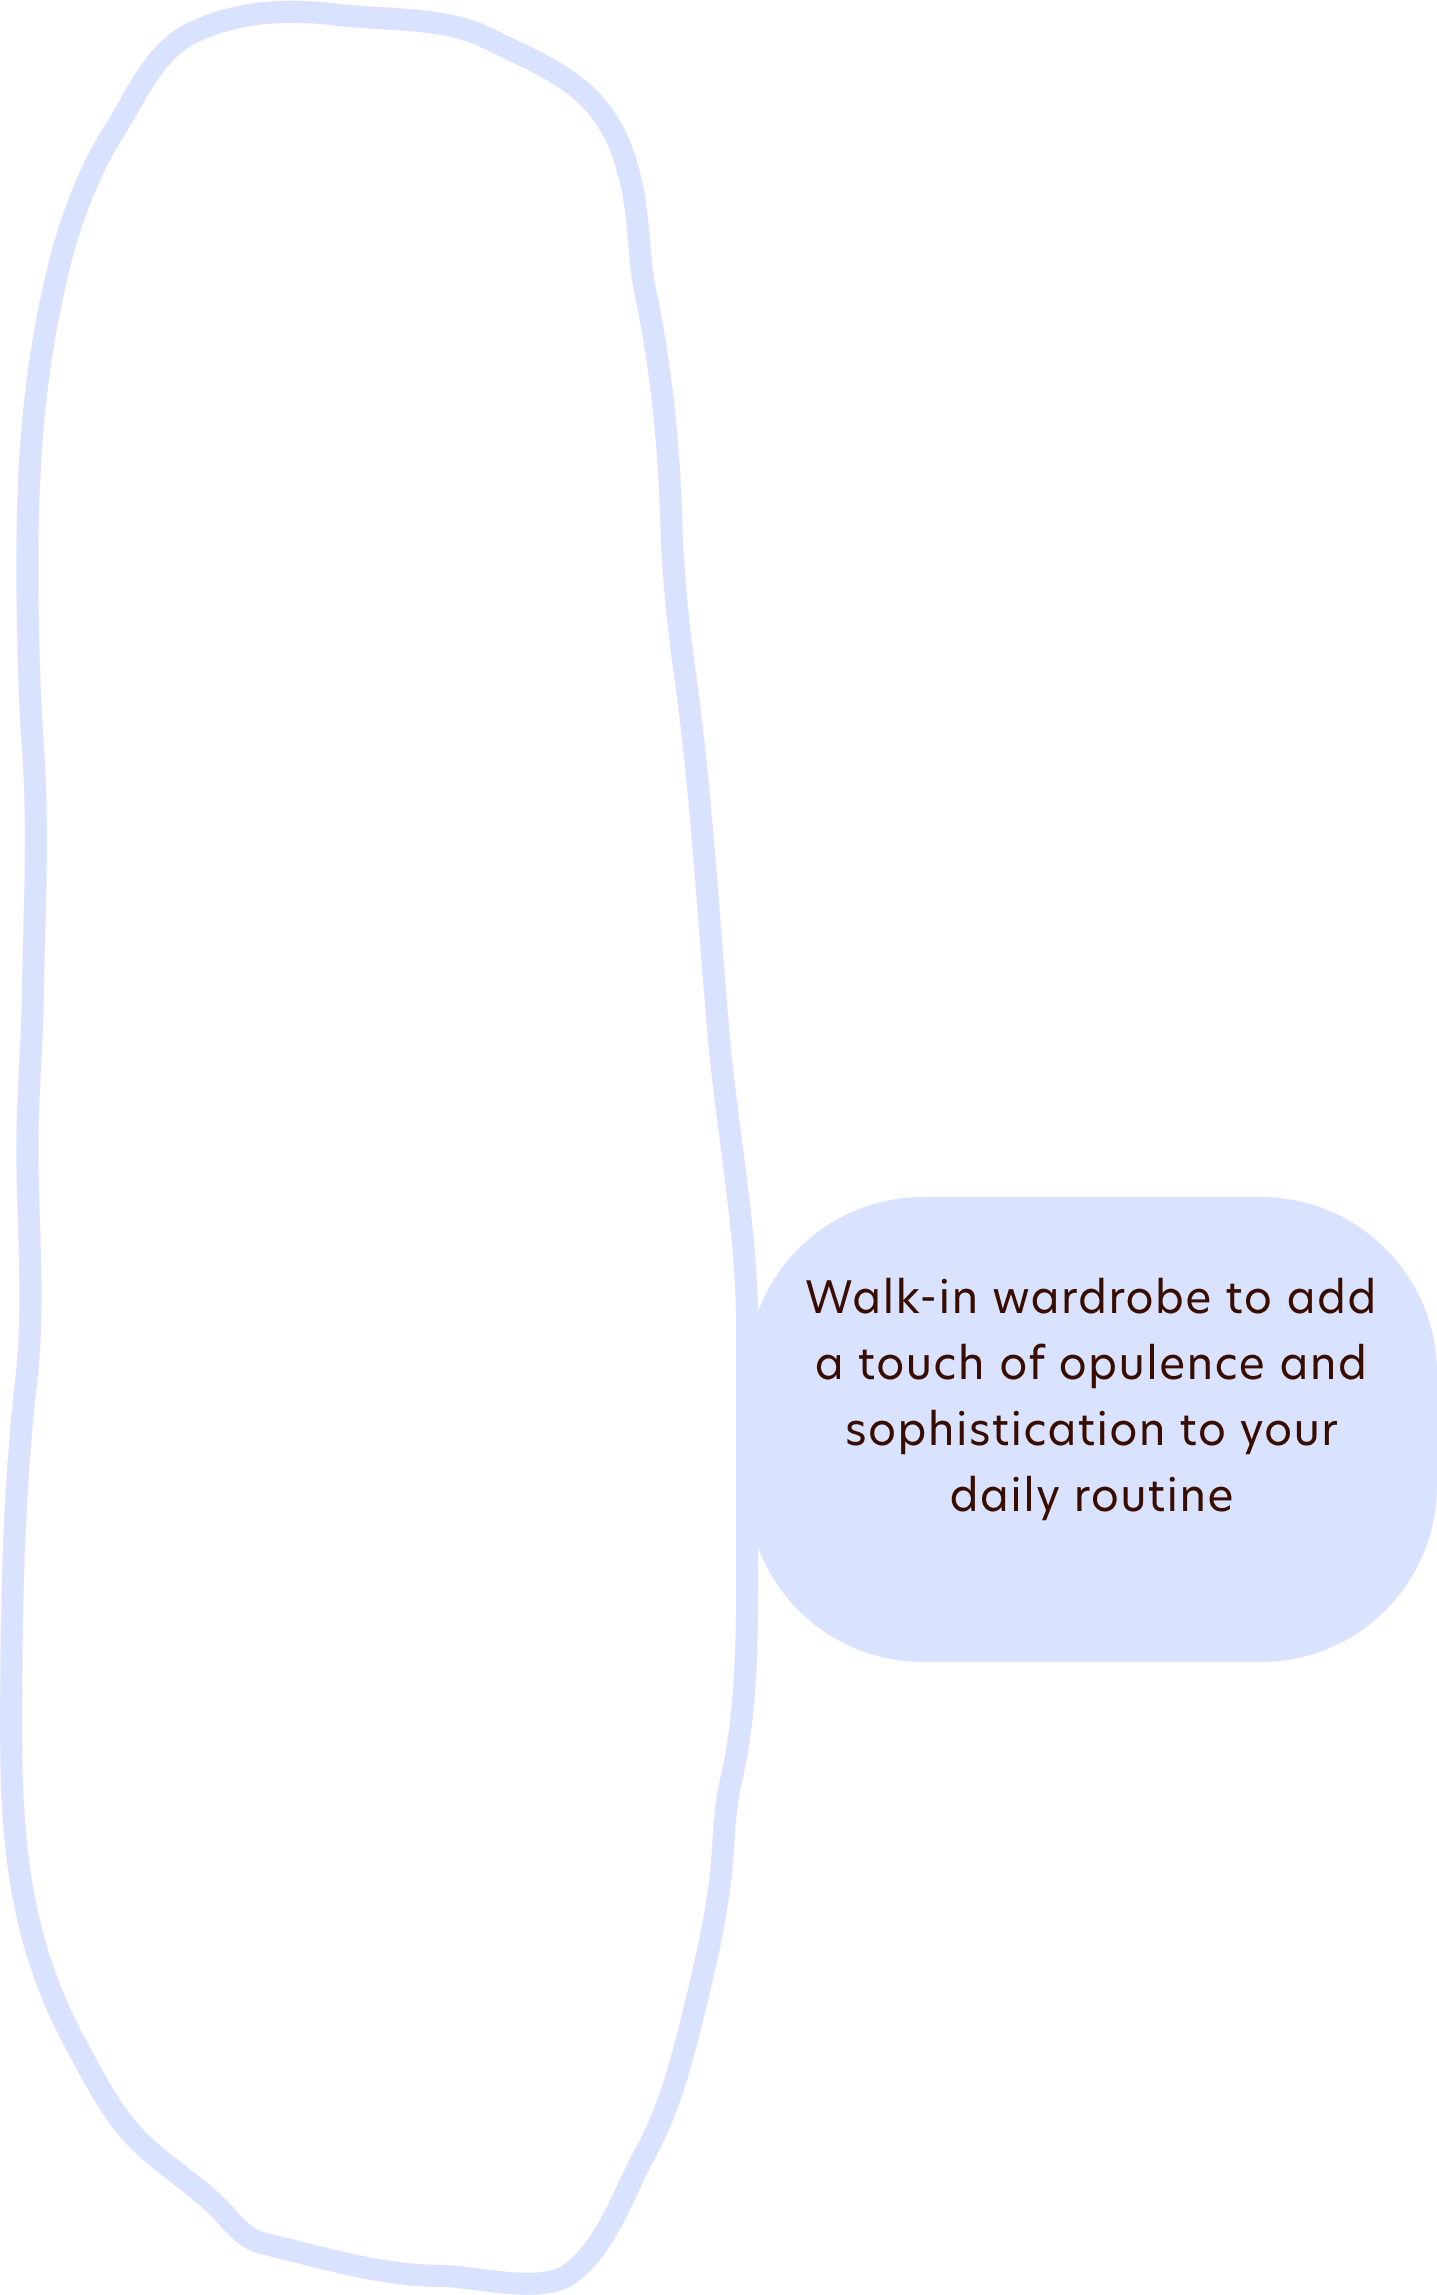 Walk-in wardrobe to add
a touch of opulence and
sophistication to your
daily routine